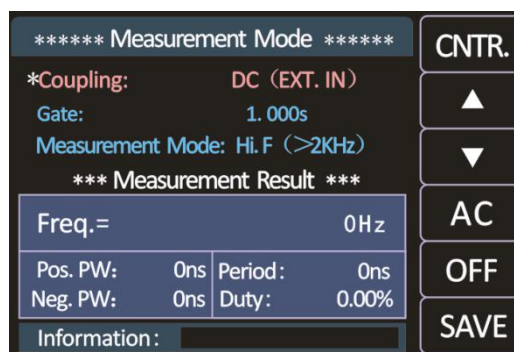 ****** Measurement Mode ******
*Coupling: DC (EXT. IN)
Gate: 1.000s
Measurement Mode: Hi.F (>2KHz)
*** Measurement Result ***
Freq.= 0Hz
Pos. PW: 0ns Period: 0ns
Neg. PW: 0ns Duty: 0.00%
Information:
CNTR.
▲
▼
AC
OFF
SAVE